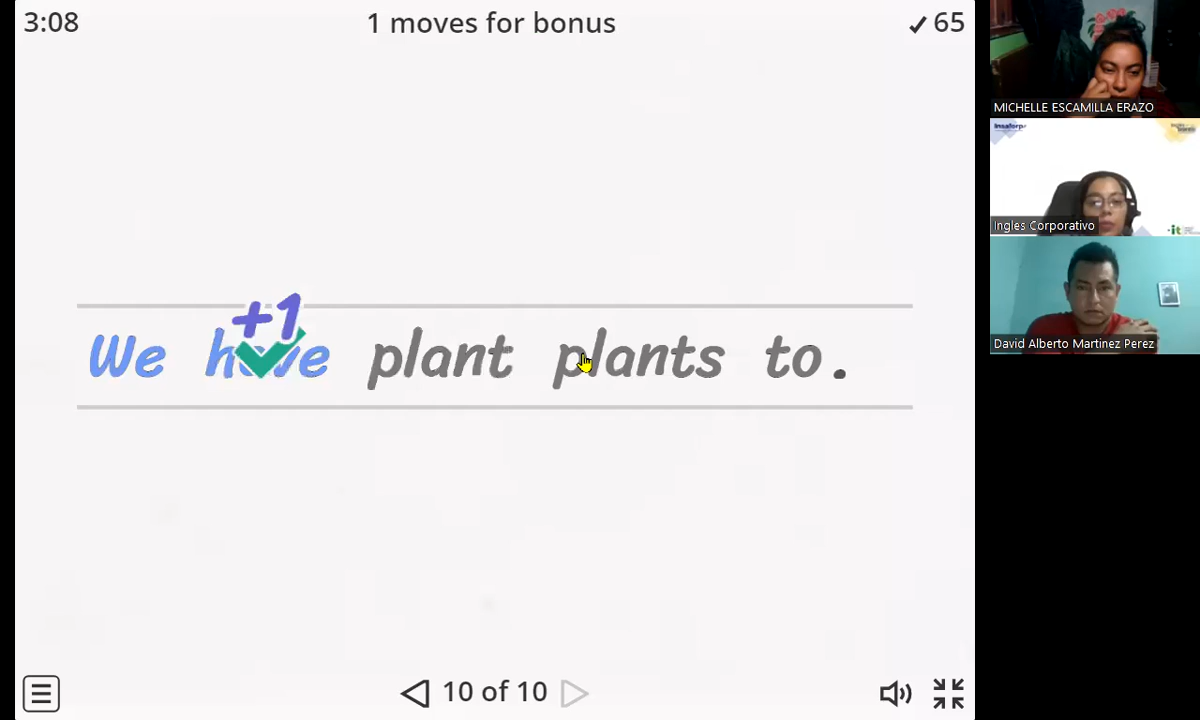 3:08
1 moves for bonus
✓ 65
+1
We have plant plants to.
10 of 10
MICHELLE ESCAMILLA ERAZO
Insaforp
Ingles Corporativo
David Alberto Martinez Perez